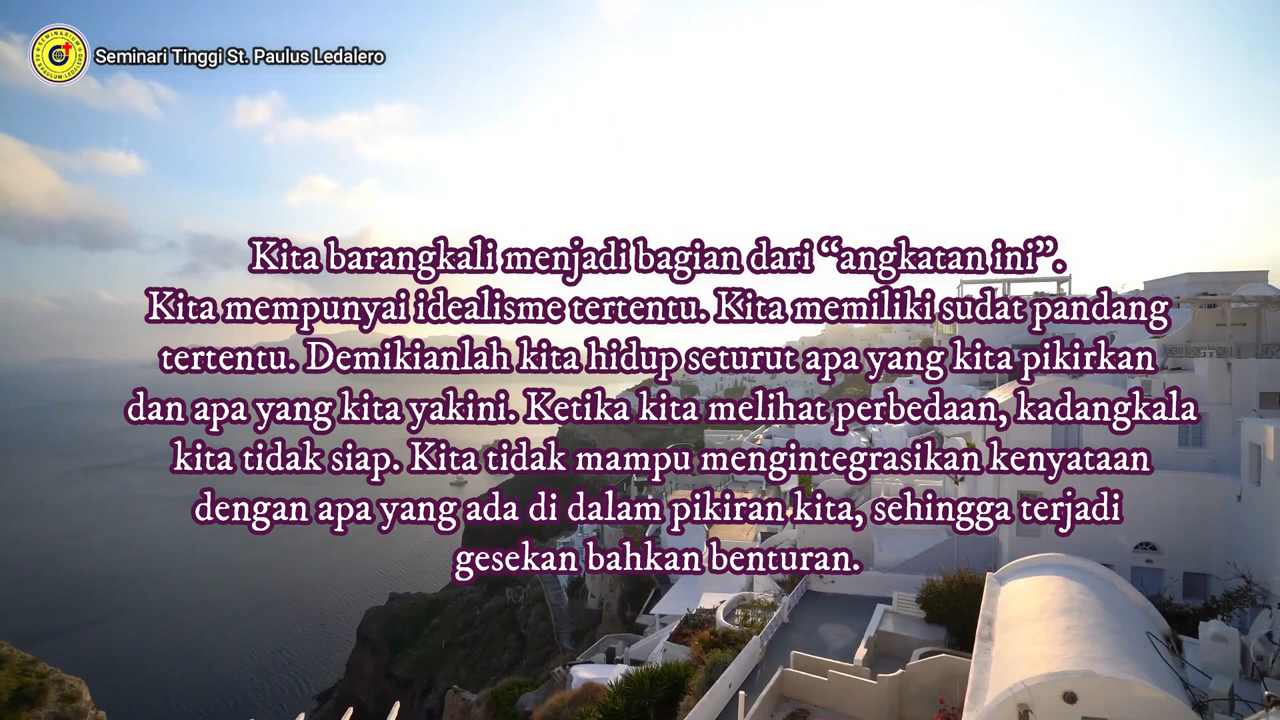 Seminari Tinggi St. Paulus Ledalero
Kita barangkali menjadi bagian dari “angkatan ini”.
Kita mempunyai idealisme tertentu. Kita memiliki sudat pandang
tertentu. Demikianlah kita hidup seturut apa yang kita pikirkan
dan apa yang kita yakini. Ketika kita melihat perbedaan, kadangkala
kita tidak siap. Kita tidak mampu mengintegrasikan kenyataan
dengan apa yang ada di dalam pikiran kita, sehingga terjadi
gesekan bahkan benturan.